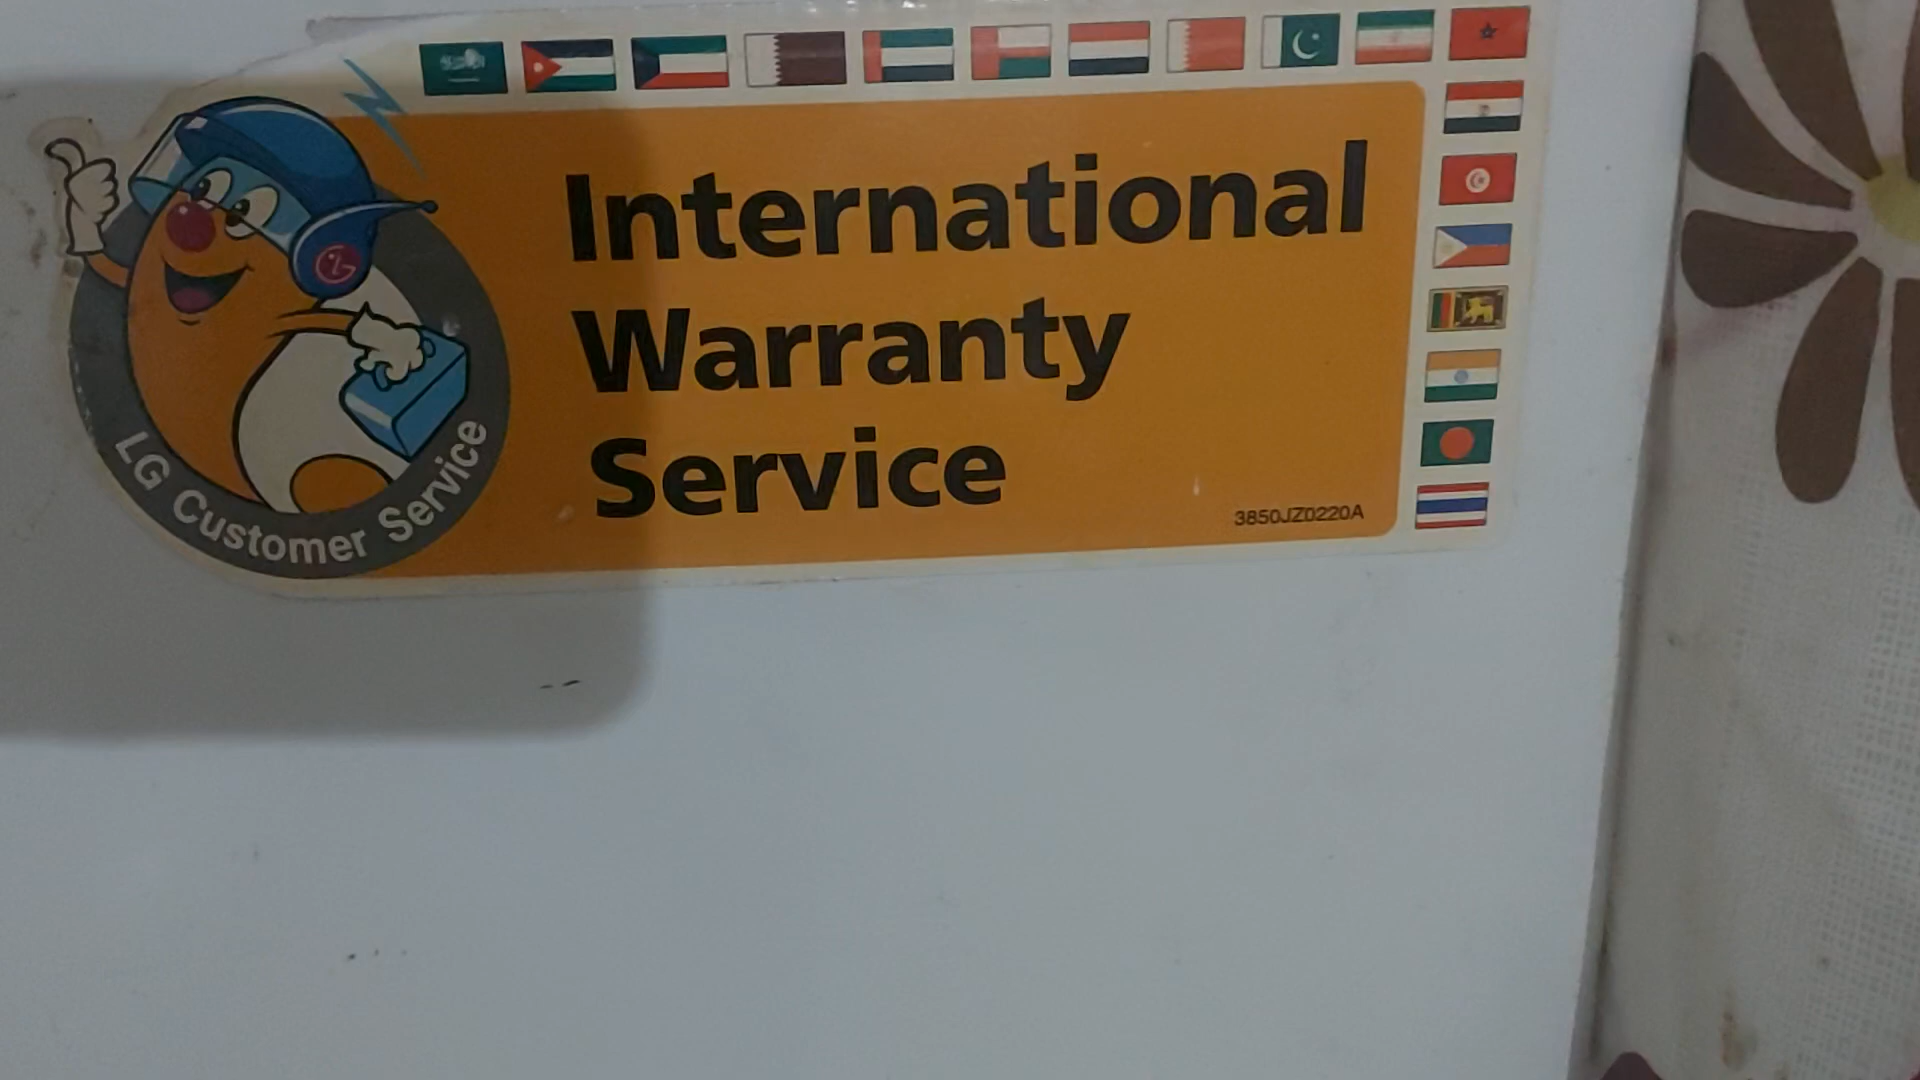 International
Warranty
Service
3850JZ0220A
LG Customer Service